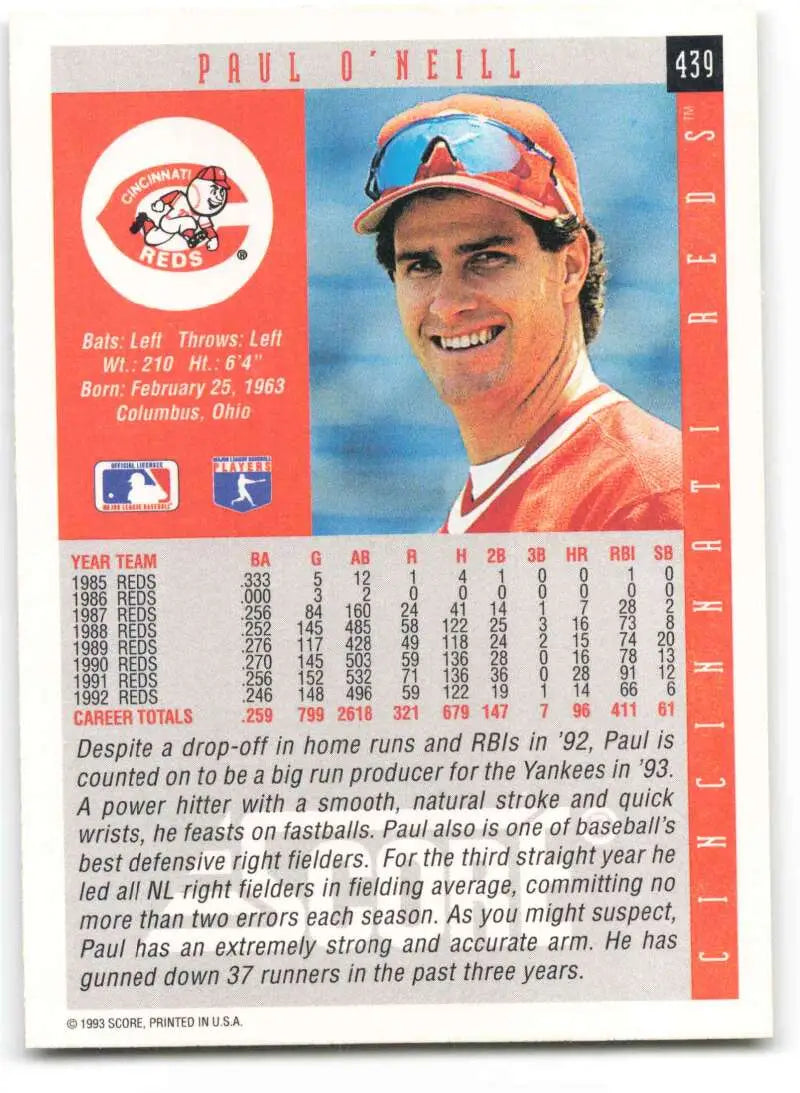 PAUL O'NEILL
439
CINCINNATI
REDS
®
Bats: Left Throws: Left
Wt.: 210 Ht.: 6'4"
Born: February 25, 1963
Columbus, Ohio
OFFICIAL LICENSEE
MAJOR LEAGUE BASEBALL
MAJOR LEAGUE BASEBALL
PLAYERS
CINCINNATI REDS™
YEAR TEAM BA G AB R H 2B 3B HR RBI SB
1985 REDS .333 5 12 1 4 1 0 0 1 0
1986 REDS .000 3 2 0 0 0 0 0 0 0
1987 REDS .256 84 160 24 41 14 1 7 28 2
1988 REDS .252 145 485 58 122 25 3 16 73 8
1989 REDS .276 117 428 49 118 24 2 15 74 20
1990 REDS .270 145 503 59 136 28 0 16 78 13
1991 REDS .256 152 532 71 136 36 0 28 91 12
1992 REDS .246 148 496 59 122 19 1 14 66 6
CAREER TOTALS .259 799 2618 321 679 147 7 96 411 61
Despite a drop-off in home runs and RBIs in '92, Paul is
counted on to be a big run producer for the Yankees in '93.
A power hitter with a smooth, natural stroke and quick
wrists, he feasts on fastballs. Paul also is one of baseball's
best defensive right fielders. For the third straight year he
led all NL right fielders in fielding average, committing no
more than two errors each season. As you might suspect,
Paul has an extremely strong and accurate arm. He has
gunned down 37 runners in the past three years.
SCORE®
© 1993 SCORE, PRINTED IN U.S.A.